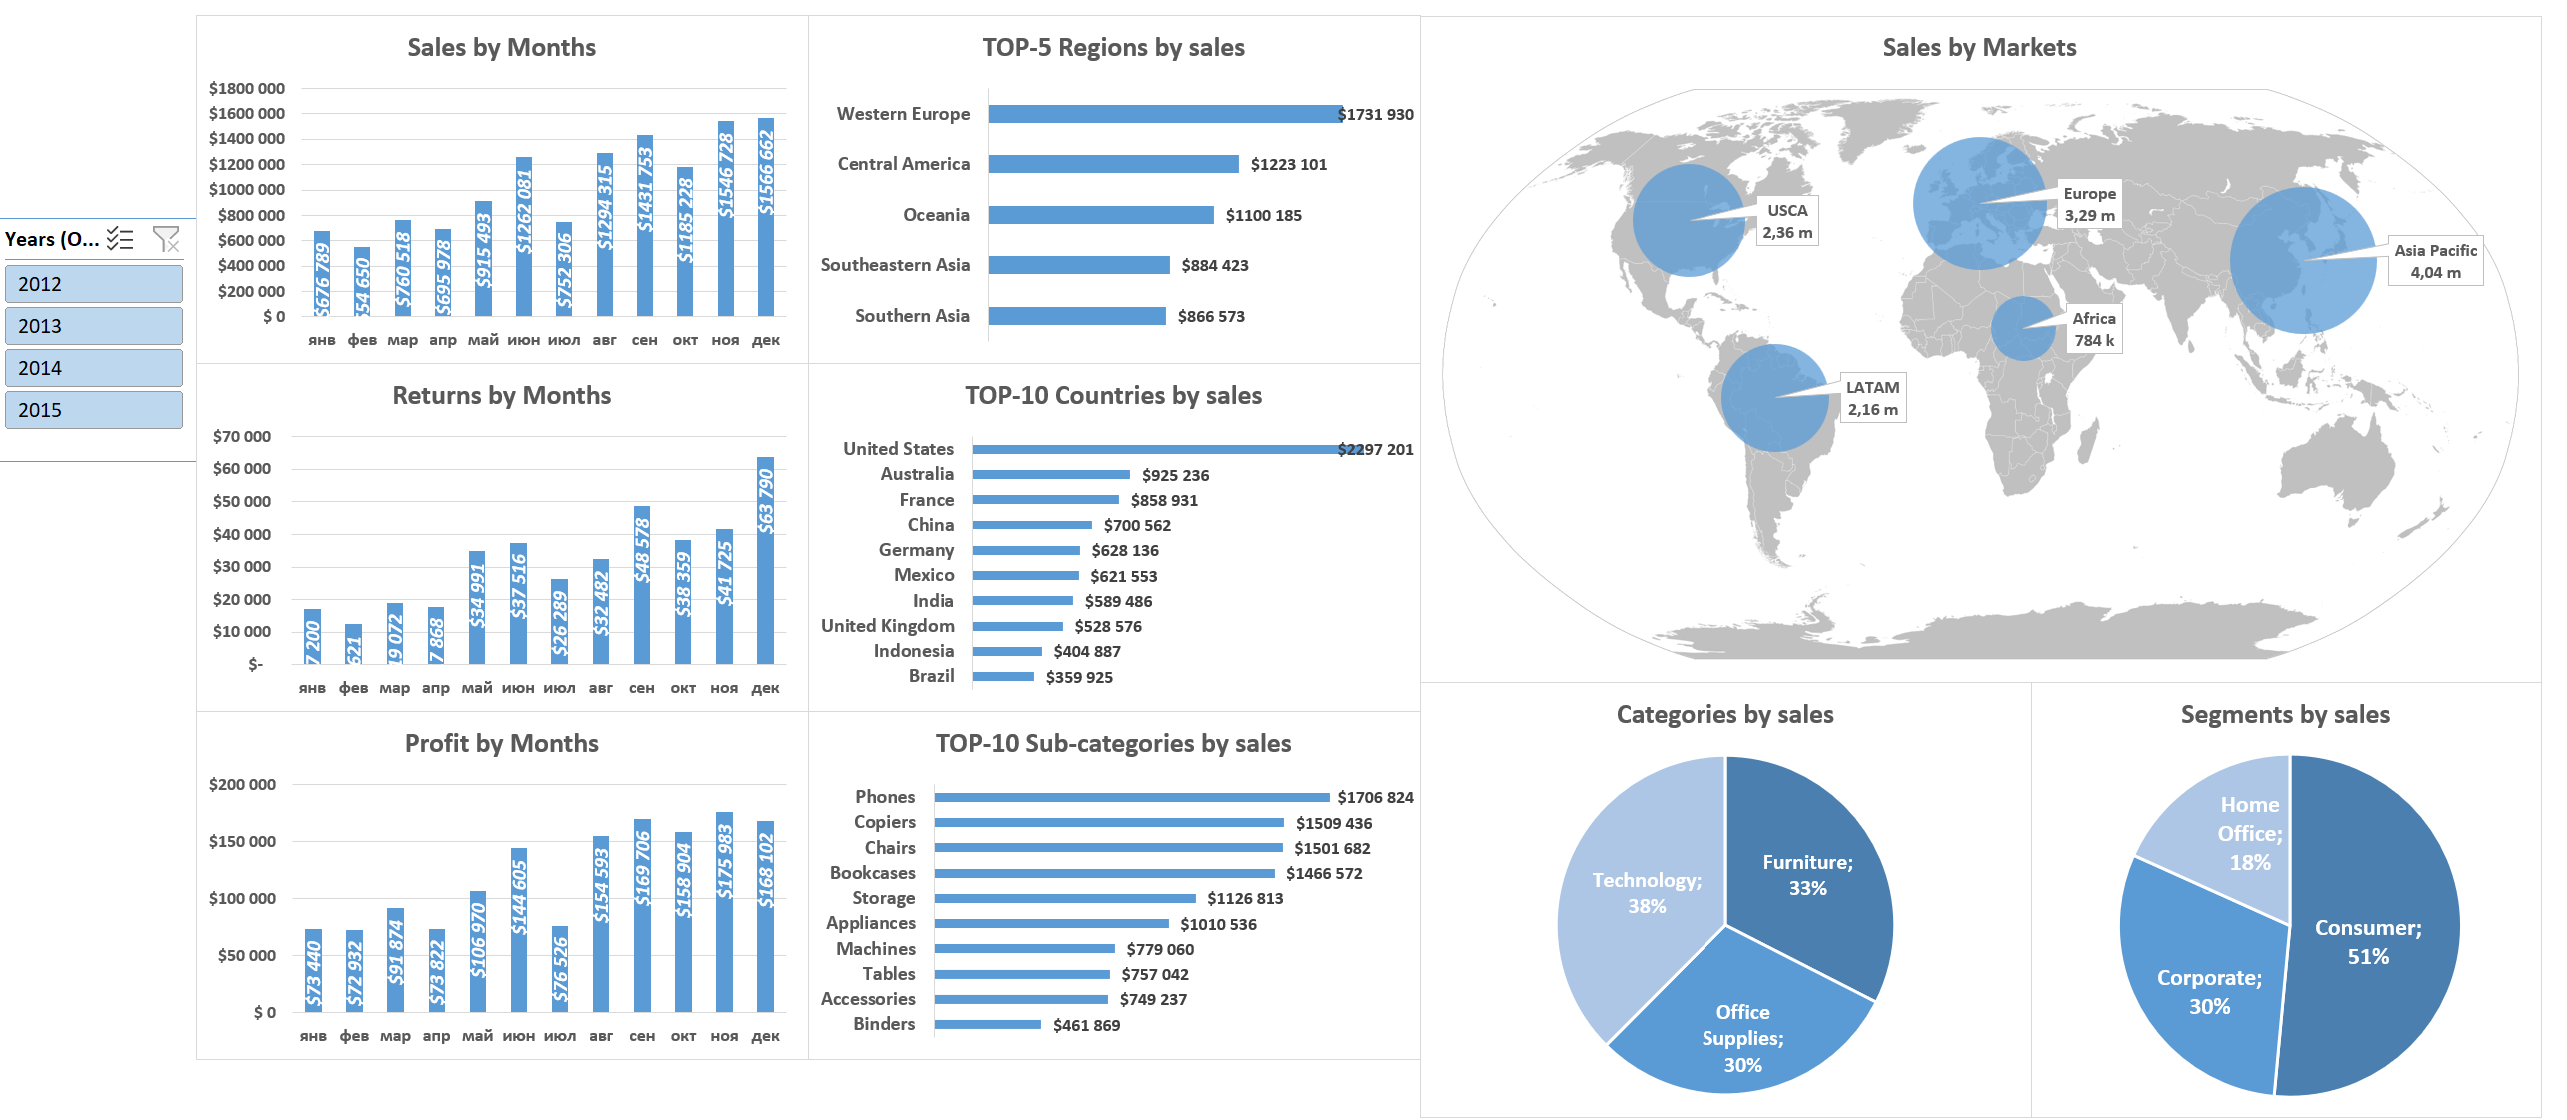 Years (O...
2012
2013
2014
2015
Sales by Months
$1800 000
$1600 000
$1400 000
$1200 000
$1000 000
$800 000
$600 000
$400 000
$200 000
$ 0
$676 789
54 650
$760 518
$695 978
$915 493
$1262 081
$752 306
$1294 315
$1431 753
$1185 228
$1546 728
$1566 662
янв фев мар апр май июн июл авг сен окт ноя дек
Returns by Months
$70 000
$60 000
$50 000
$40 000
$30 000
$20 000
$10 000
$-
7 200
621
19 072
7 868
$34 991
$37 516
$26 289
$32 482
$48 578
$38 359
$41 725
$63 790
янв фев мар апр май июн июл авг сен окт ноя дек
Profit by Months
$200 000
$150 000
$100 000
$50 000
$ 0
$73 440
$72 932
$91 874
$73 822
$106 970
$144 605
$76 526
$154 593
$169 706
$158 904
$175 983
$168 102
янв фев мар апр май июн июл авг сен окт ноя дек
TOP-5 Regions by sales
Western Europe $1731 930
Central America $1223 101
Oceania $1100 185
Southeastern Asia $884 423
Southern Asia $866 573
TOP-10 Countries by sales
United States $2297 201
Australia $925 236
France $858 931
China $700 562
Germany $628 136
Mexico $621 553
India $589 486
United Kingdom $528 576
Indonesia $404 887
Brazil $359 925
TOP-10 Sub-categories by sales
Phones $1706 824
Copiers $1509 436
Chairs $1501 682
Bookcases $1466 572
Storage $1126 813
Appliances $1010 536
Machines $779 060
Tables $757 042
Accessories $749 237
Binders $461 869
Sales by Markets
USCA
2,36 m
Europe
3,29 m
Asia Pacific
4,04 m
Africa
784 k
LATAM
2,16 m
Categories by sales
Technology;
38%
Furniture;
33%
Office
Supplies;
30%
Segments by sales
Home
Office;
18%
Consumer;
51%
Corporate;
30%